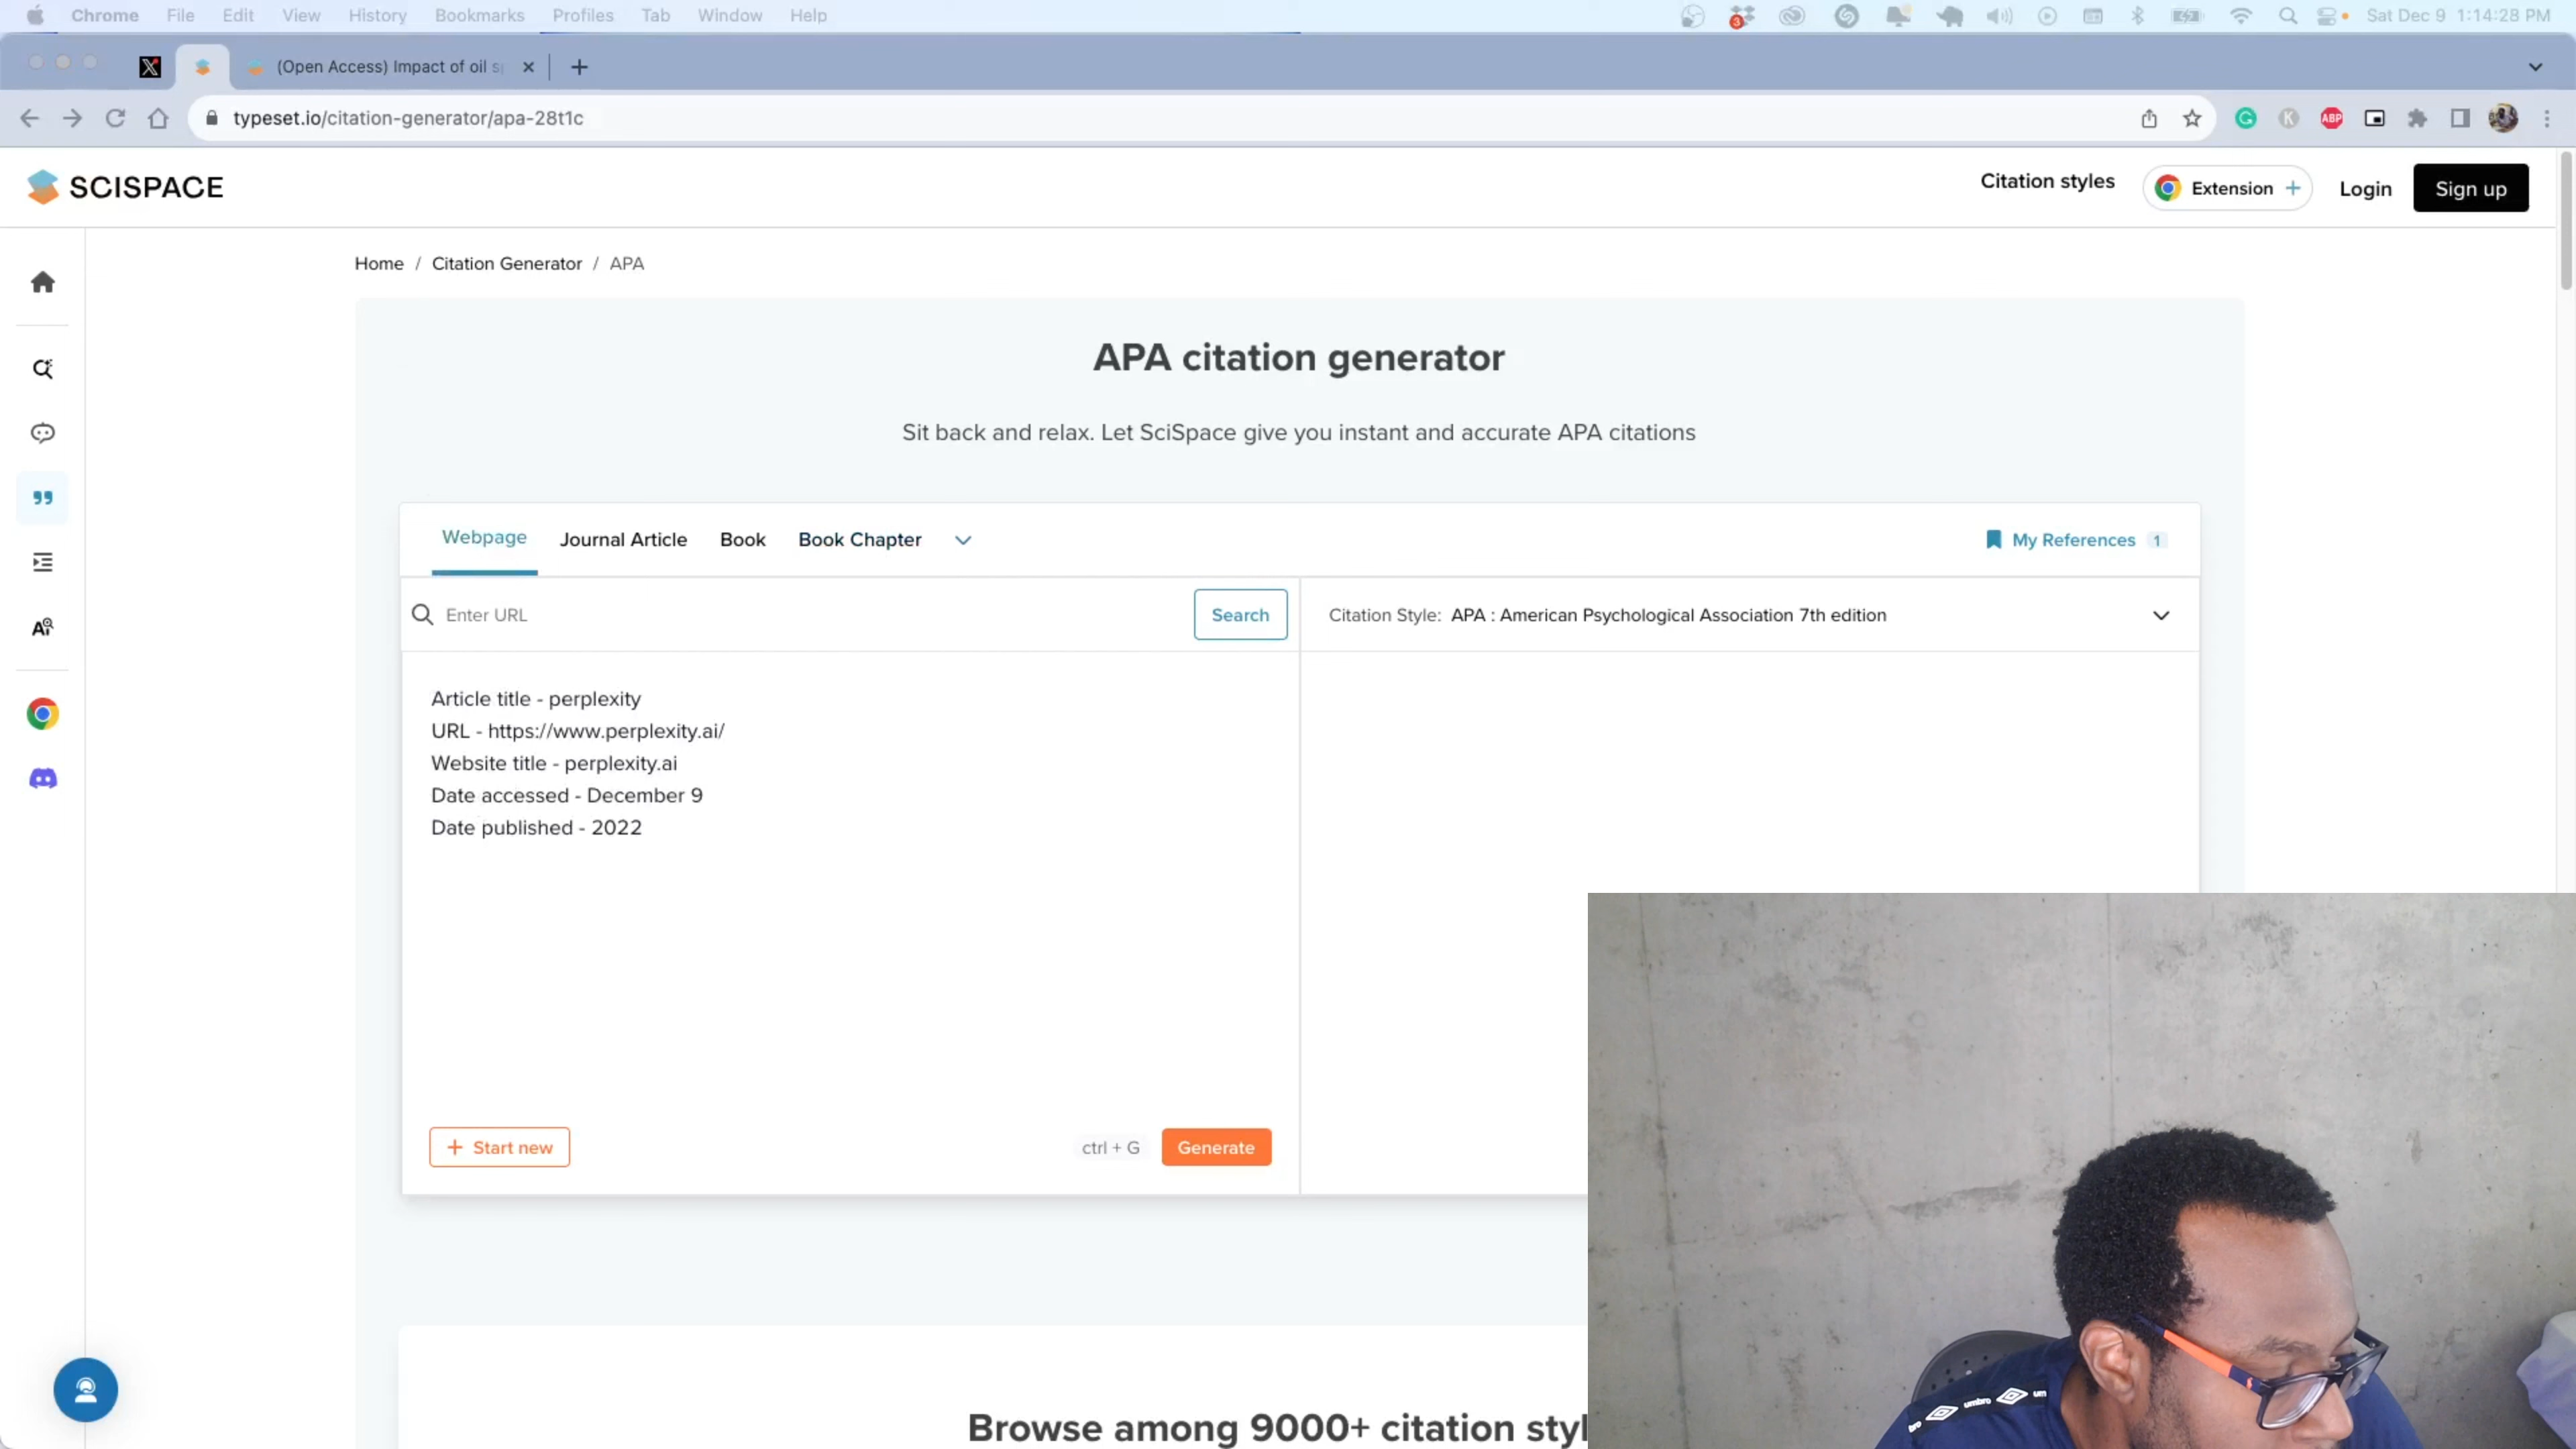 Chrome File Edit View History Bookmarks Profiles Tab Window Help
3
Sat Dec 9 1:14:28 PM
X
(Open Access) Impact of oil
typeset.io/citation-generator/apa-28t1c
G K ABP
SCISPACE
Citation styles
Extension +
Login
Sign up
Home / Citation Generator / APA
APA citation generator
Sit back and relax. Let SciSpace give you instant and accurate APA citations
Webpage Journal Article Book Book Chapter
My References 1
Enter URL
Search
Citation Style: APA : American Psychological Association 7th edition
Article title - perplexity
URL - https://www.perplexity.ai/
Website title - perplexity.ai
Date accessed - December 9
Date published - 2022
+ Start new
ctrl + G
Generate
Browse among 9000+ citation
umbro